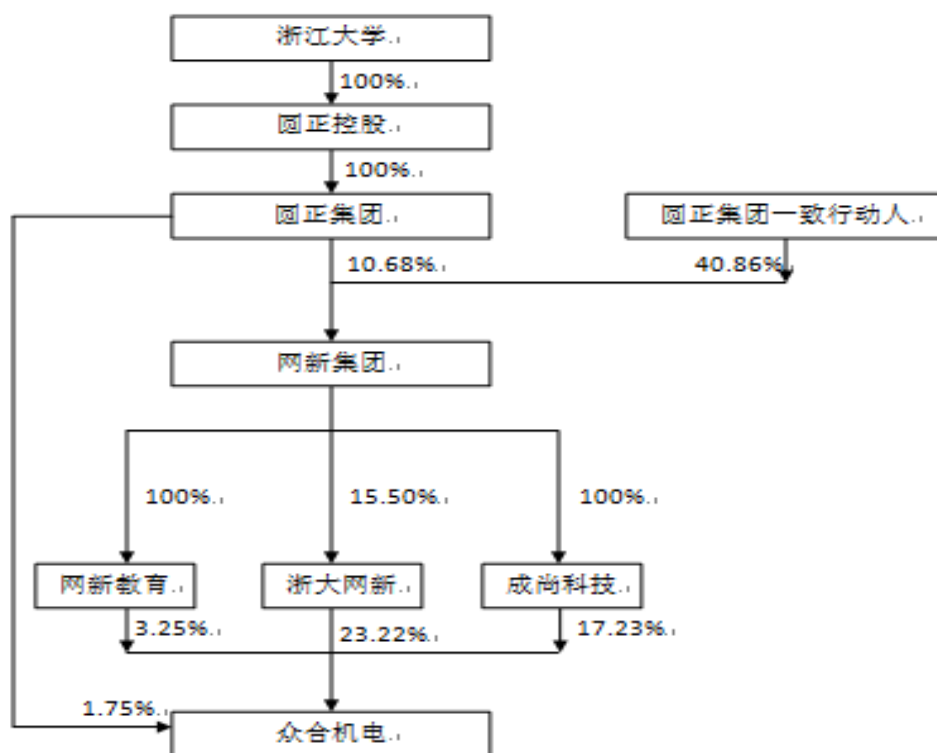 浙江大学
100%
圆正控股
100%
圆正集团
圆正集团一致行动人
10.68%
40.86%
网新集团
100%
15.50%
100%
网新教育
浙大网新
成尚科技
3.25%
23.22%
17.23%
1.75%
众合机电